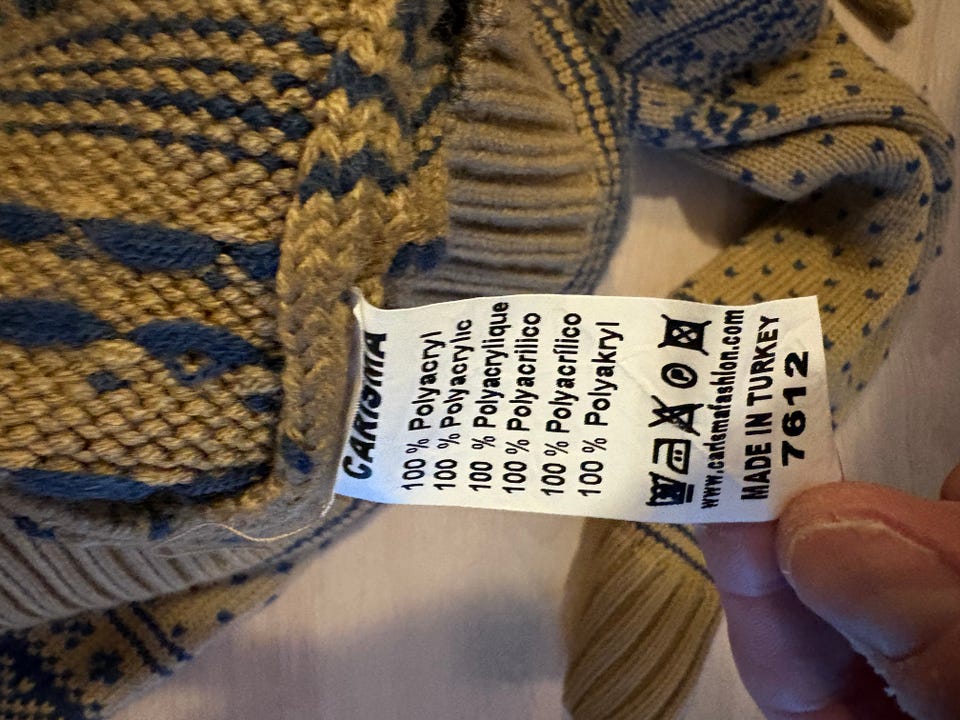 CARISMA
100 % Polyacryl
100 % Polyacrylic
100 % Polyacrylique
100 % Polyacrilico
100 % Polyacrílico
100 % Polyakryl
P
www.carismafashion.com
MADE IN TURKEY
7612